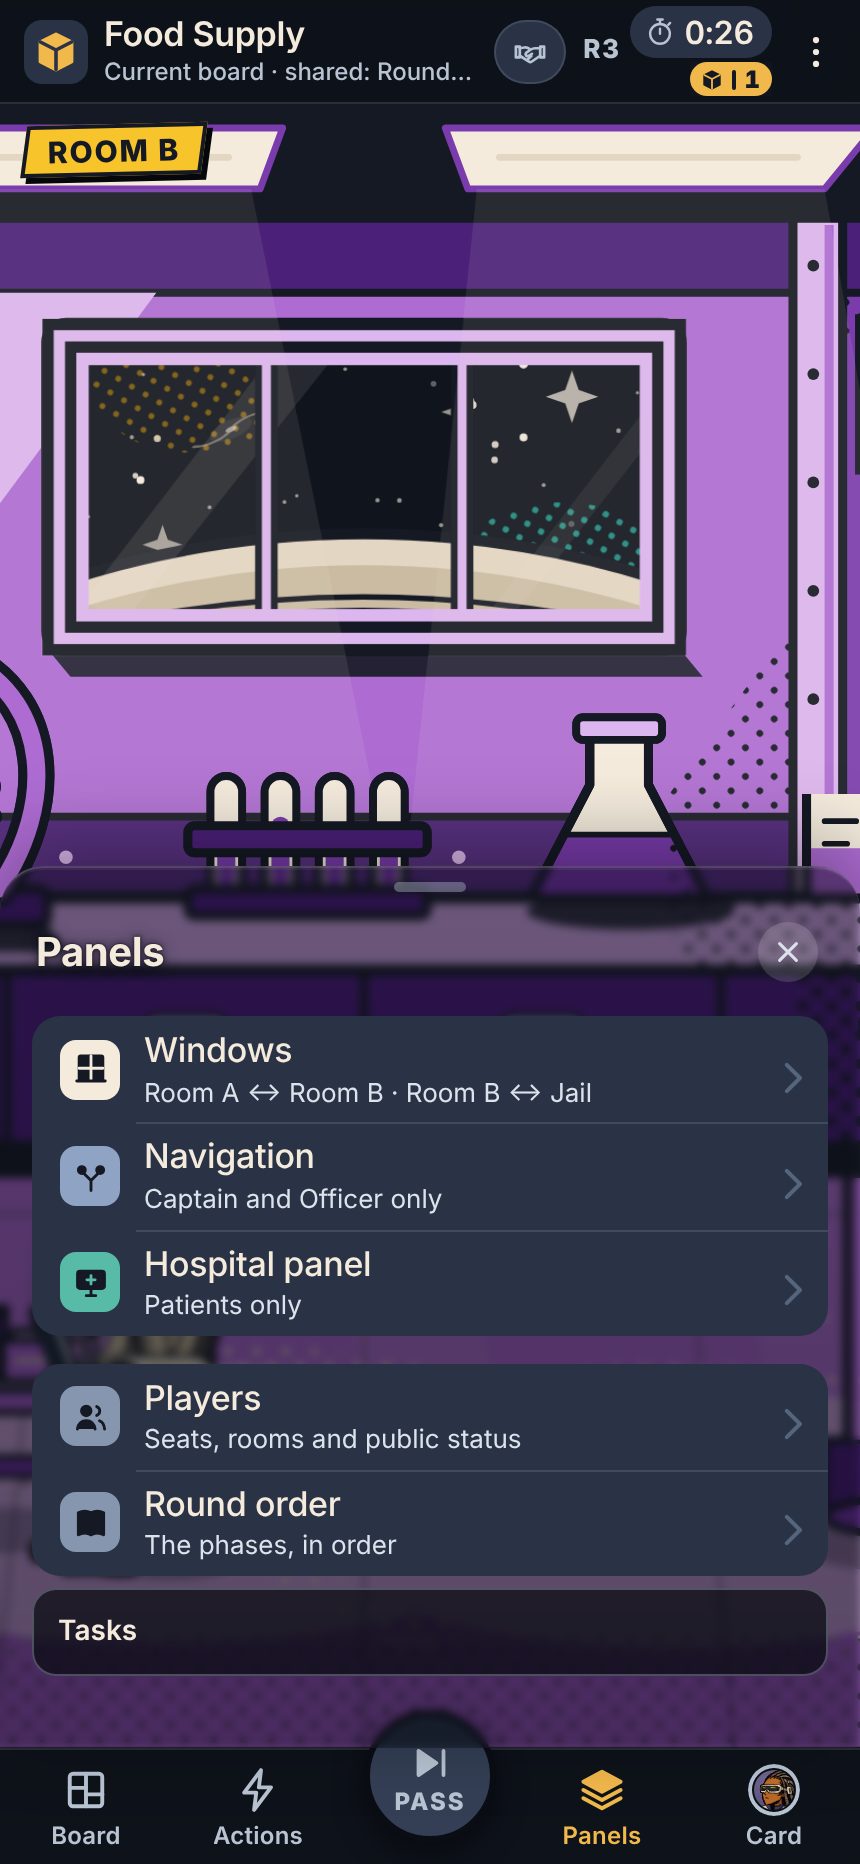 Food Supply
Current board · shared: Round...
R3
0:26
1
ROOM B
Panels
Windows
Room A ↔ Room B · Room B ↔ Jail
Navigation
Captain and Officer only
Hospital panel
Patients only
Players
Seats, rooms and public status
Round order
The phases, in order
Tasks
PASS
Board
Actions
Panels
Card